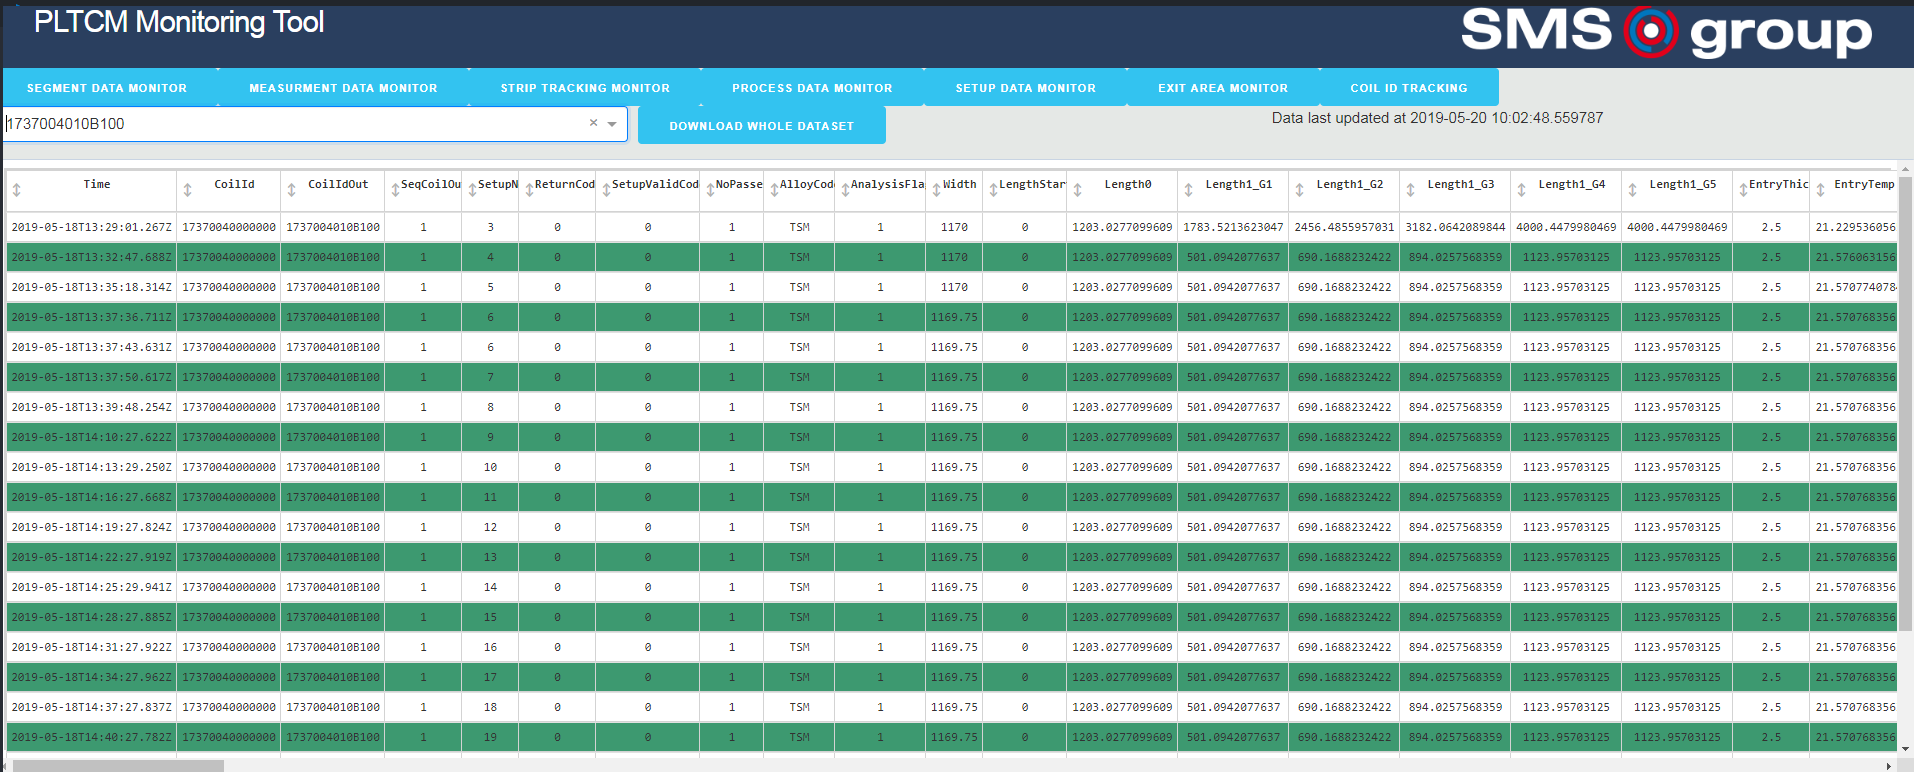 PLTCM Monitoring Tool
SMS group
SEGMENT DATA MONITOR MEASURMENT DATA MONITOR STRIP TRACKING MONITOR PROCESS DATA MONITOR SETUP DATA MONITOR EXIT AREA MONITOR COIL ID TRACKING
1737004010B100 × DOWNLOAD WHOLE DATASET Data last updated at 2019-05-20 10:02:48.559787
Time CoilId CoilIdOut SeqCoilOu SetupN ReturnCod SetupValidCod NoPasse AlloyCod AnalysisFla Width LengthStar Length0 Length1_G1 Length1_G2 Length1_G3 Length1_G4 Length1_G5 EntryThic EntryTemp
2019-05-18T13:29:01.267Z 17370040000000 1737004010B100 1 3 0 0 1 TSM 1 1170 0 1203.0277099609 1783.5213623047 2456.4855957031 3182.0642089844 4000.4479980469 4000.4479980469 2.5 21.229536056
2019-05-18T13:32:47.688Z 17370040000000 1737004010B100 1 4 0 0 1 TSM 1 1170 0 1203.0277099609 501.0942077637 690.1688232422 894.0257568359 1123.95703125 1123.95703125 2.5 21.576063156
2019-05-18T13:35:18.314Z 17370040000000 1737004010B100 1 5 0 0 1 TSM 1 1170 0 1203.0277099609 501.0942077637 690.1688232422 894.0257568359 1123.95703125 1123.95703125 2.5 21.570774078
2019-05-18T13:37:36.711Z 17370040000000 1737004010B100 1 6 0 0 1 TSM 1 1169.75 0 1203.0277099609 501.0942077637 690.1688232422 894.0257568359 1123.95703125 1123.95703125 2.5 21.570768356
2019-05-18T13:37:43.631Z 17370040000000 1737004010B100 1 6 0 0 1 TSM 1 1169.75 0 1203.0277099609 501.0942077637 690.1688232422 894.0257568359 1123.95703125 1123.95703125 2.5 21.570768356
2019-05-18T13:37:50.617Z 17370040000000 1737004010B100 1 7 0 0 1 TSM 1 1169.75 0 1203.0277099609 501.0942077637 690.1688232422 894.0257568359 1123.95703125 1123.95703125 2.5 21.570768356
2019-05-18T13:39:48.254Z 17370040000000 1737004010B100 1 8 0 0 1 TSM 1 1169.75 0 1203.0277099609 501.0942077637 690.1688232422 894.0257568359 1123.95703125 1123.95703125 2.5 21.570768356
2019-05-18T14:10:27.622Z 17370040000000 1737004010B100 1 9 0 0 1 TSM 1 1169.75 0 1203.0277099609 501.0942077637 690.1688232422 894.0257568359 1123.95703125 1123.95703125 2.5 21.570768356
2019-05-18T14:13:29.250Z 17370040000000 1737004010B100 1 10 0 0 1 TSM 1 1169.75 0 1203.0277099609 501.0942077637 690.1688232422 894.0257568359 1123.95703125 1123.95703125 2.5 21.570768356
2019-05-18T14:16:27.668Z 17370040000000 1737004010B100 1 11 0 0 1 TSM 1 1169.75 0 1203.0277099609 501.0942077637 690.1688232422 894.0257568359 1123.95703125 1123.95703125 2.5 21.570768356
2019-05-18T14:19:27.824Z 17370040000000 1737004010B100 1 12 0 0 1 TSM 1 1169.75 0 1203.0277099609 501.0942077637 690.1688232422 894.0257568359 1123.95703125 1123.95703125 2.5 21.570768356
2019-05-18T14:22:27.919Z 17370040000000 1737004010B100 1 13 0 0 1 TSM 1 1169.75 0 1203.0277099609 501.0942077637 690.1688232422 894.0257568359 1123.95703125 1123.95703125 2.5 21.570768356
2019-05-18T14:25:29.941Z 17370040000000 1737004010B100 1 14 0 0 1 TSM 1 1169.75 0 1203.0277099609 501.0942077637 690.1688232422 894.0257568359 1123.95703125 1123.95703125 2.5 21.570768356
2019-05-18T14:28:27.885Z 17370040000000 1737004010B100 1 15 0 0 1 TSM 1 1169.75 0 1203.0277099609 501.0942077637 690.1688232422 894.0257568359 1123.95703125 1123.95703125 2.5 21.570768356
2019-05-18T14:31:27.922Z 17370040000000 1737004010B100 1 16 0 0 1 TSM 1 1169.75 0 1203.0277099609 501.0942077637 690.1688232422 894.0257568359 1123.95703125 1123.95703125 2.5 21.570768356
2019-05-18T14:34:27.962Z 17370040000000 1737004010B100 1 17 0 0 1 TSM 1 1169.75 0 1203.0277099609 501.0942077637 690.1688232422 894.0257568359 1123.95703125 1123.95703125 2.5 21.570768356
2019-05-18T14:37:27.837Z 17370040000000 1737004010B100 1 18 0 0 1 TSM 1 1169.75 0 1203.0277099609 501.0942077637 690.1688232422 894.0257568359 1123.95703125 1123.95703125 2.5 21.570768356
2019-05-18T14:40:27.782Z 17370040000000 1737004010B100 1 19 0 0 1 TSM 1 1169.75 0 1203.0277099609 501.0942077637 690.1688232422 894.0257568359 1123.95703125 1123.95703125 2.5 21.570768356